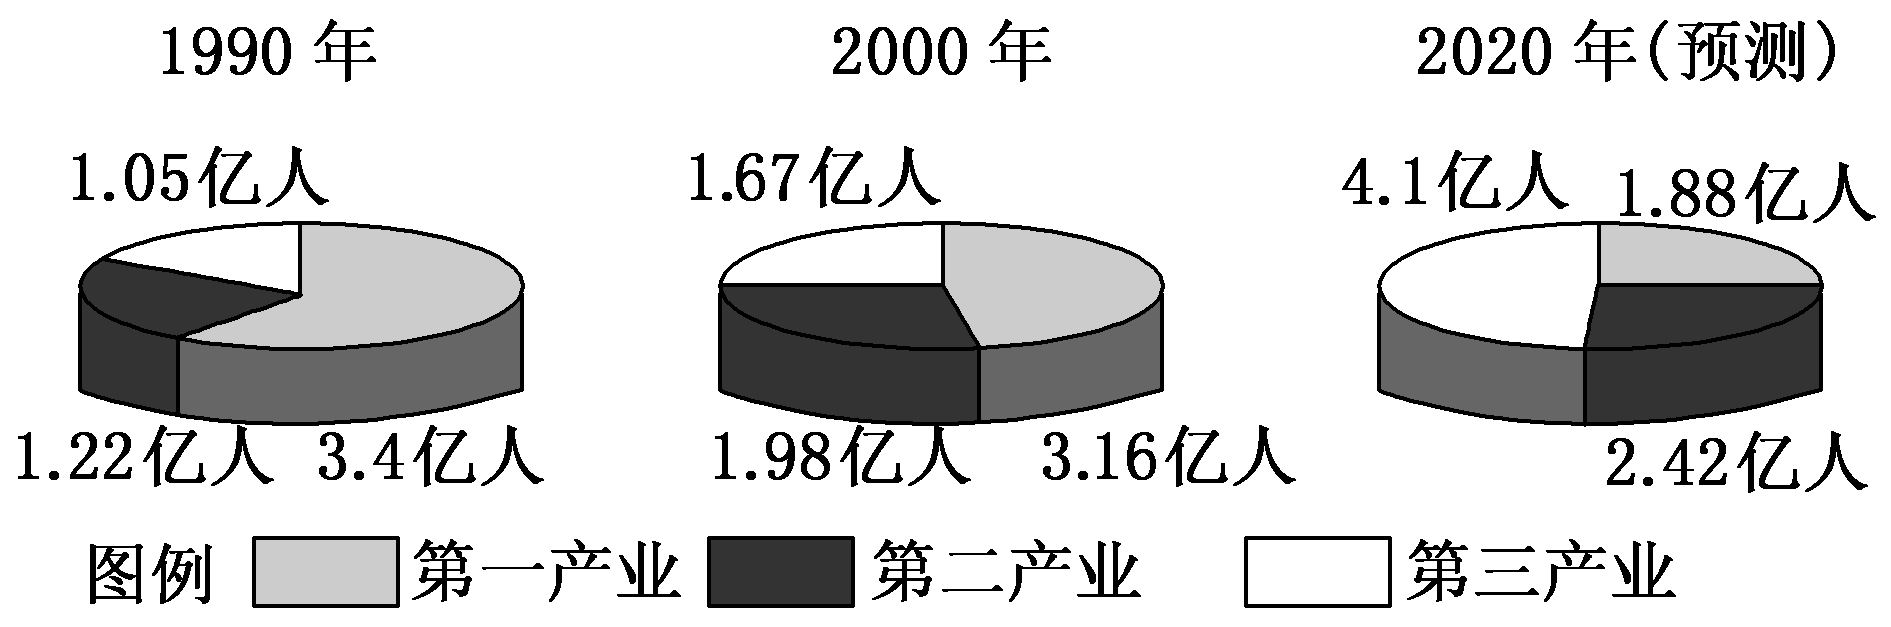 1990 年 2000 年 2020 年(预测)
1.05亿人 1.67亿人 4.1亿人 1.88亿人
1.22亿人 3.4亿人 1.98亿人 3.16亿人 2.42亿人
图例 第一产业 第二产业 第三产业